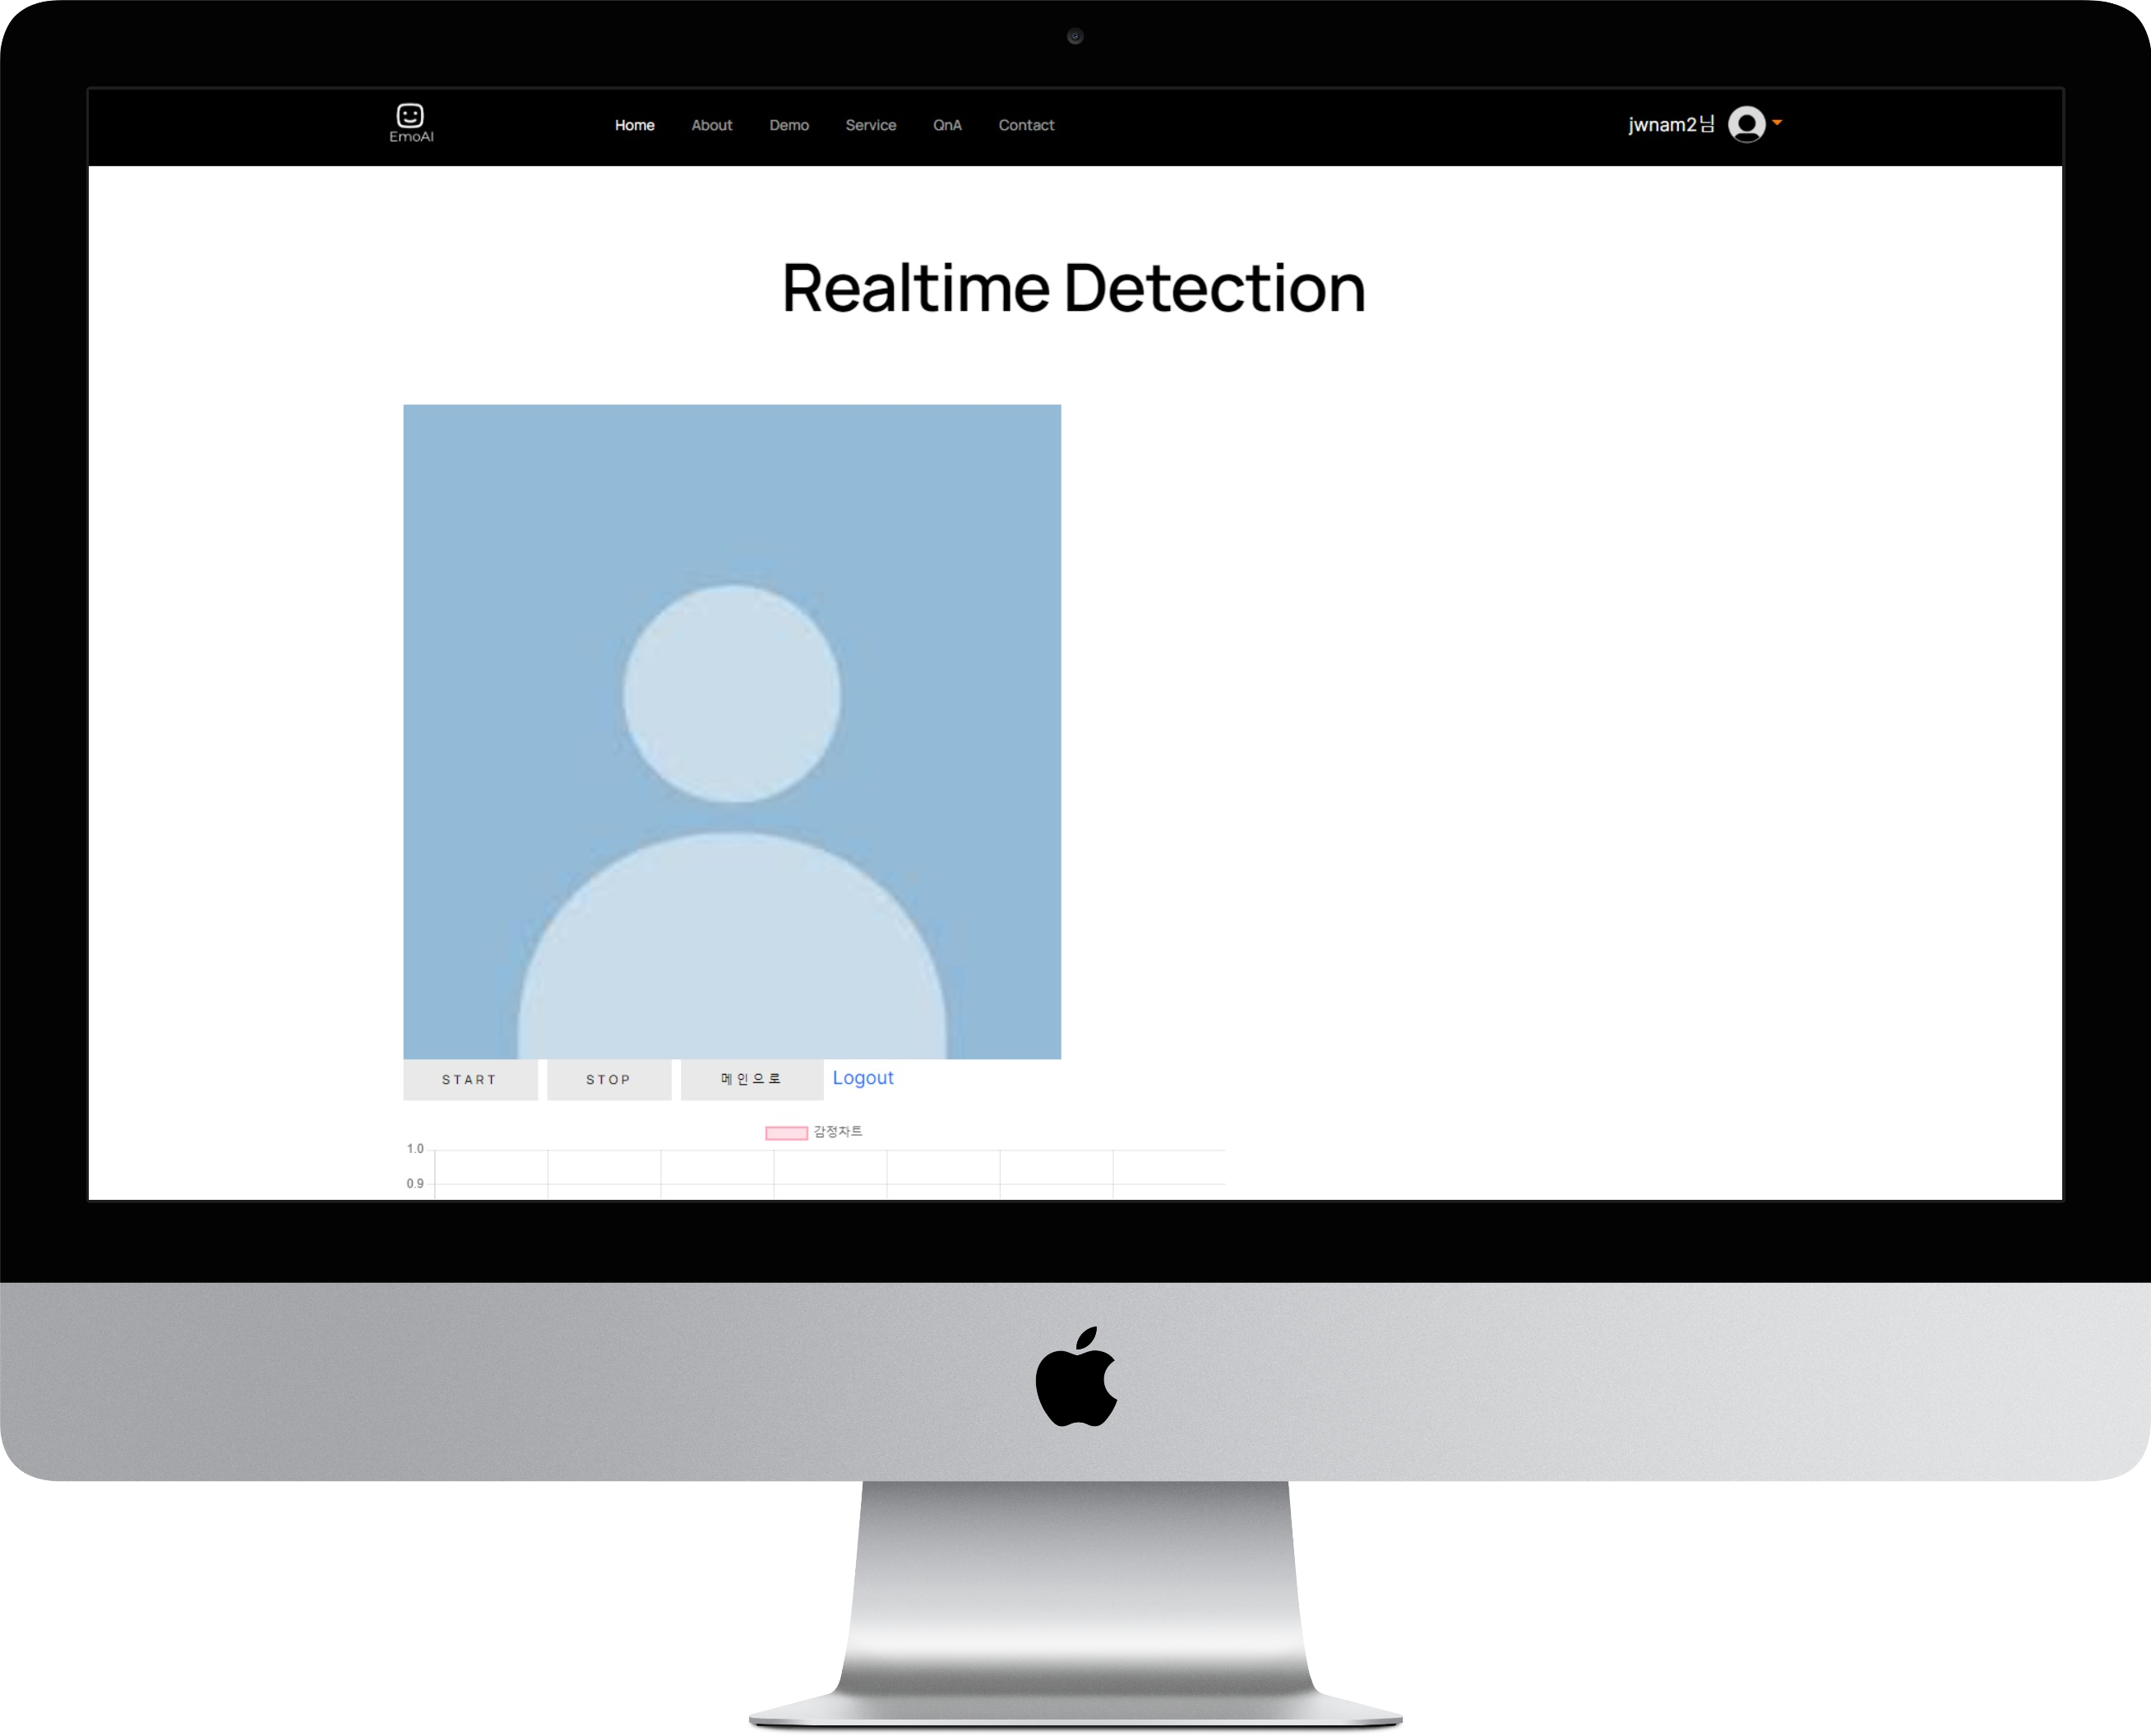 EmoAI
Home About Demo Service QnA Contact
jwnam2님
Realtime Detection
START STOP 메인으로 Logout
감정차트
1.0
0.9